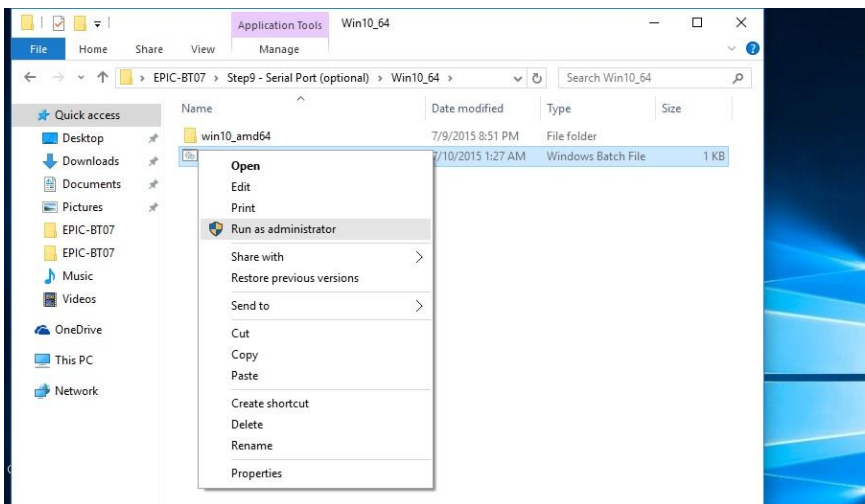 Application Tools Win10_64
File Home Share View Manage
EPIC-BT07 > Step9 - Serial Port (optional) > Win10_64 > Search Win10_64
Name Date modified Type Size
Quick access
Desktop
Downloads
Documents
Pictures
EPIC-BT07
EPIC-BT07
Music
Videos
OneDrive
This PC
Network
win10_amd64 7/9/2015 8:51 PM File folder
7/10/2015 1:27 AM Windows Batch File 1 KB
Open
Edit
Print
Run as administrator
Share with
Restore previous versions
Send to
Cut
Copy
Paste
Create shortcut
Delete
Rename
Properties